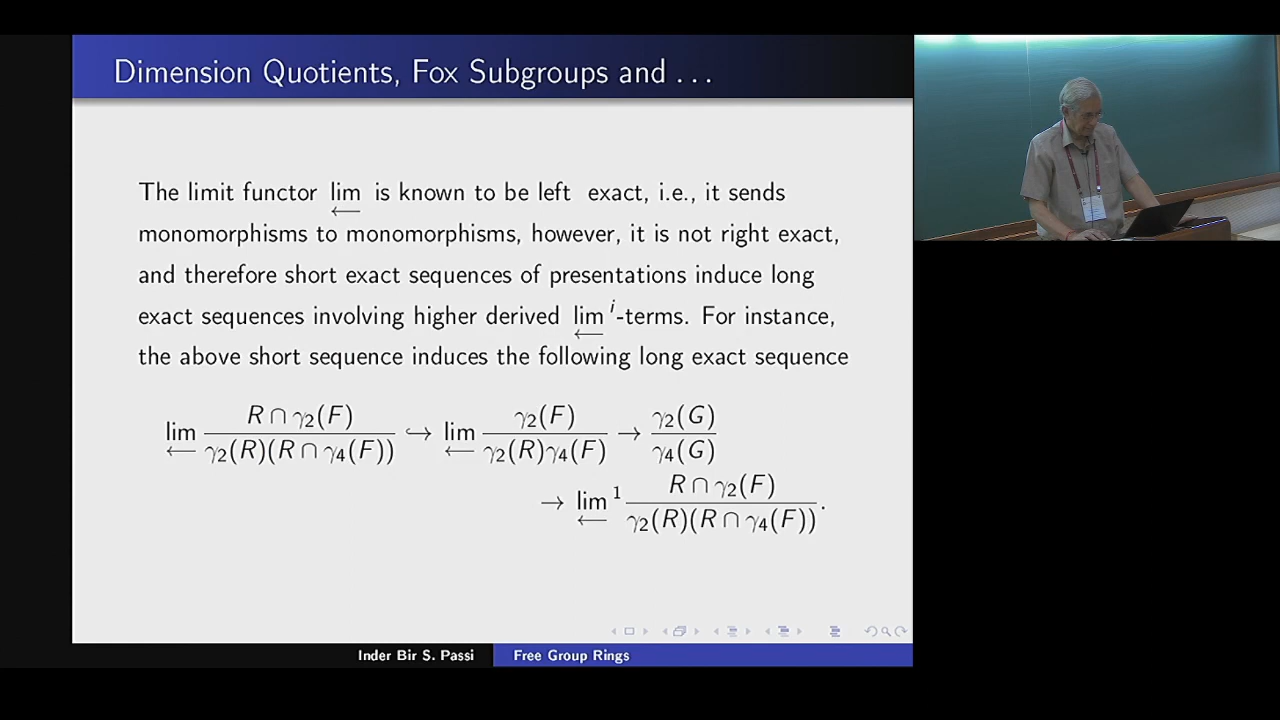 Dimension Quotients, Fox Subgroups and ...
The limit functor lim← is known to be left exact, i.e., it sends
monomorphisms to monomorphisms, however, it is not right exact,
and therefore short exact sequences of presentations induce long
exact sequences involving higher derived lim←^i-terms. For instance,
the above short sequence induces the following long exact sequence
lim← (R ∩ γ₂(F))/(γ₂(R)(R ∩ γ₄(F))) ↪ lim← γ₂(F)/(γ₂(R)γ₄(F)) → γ₂(G)/γ₄(G)
→ lim←¹ (R ∩ γ₂(F))/(γ₂(R)(R ∩ γ₄(F))).
Inder Bir S. Passi
Free Group Rings